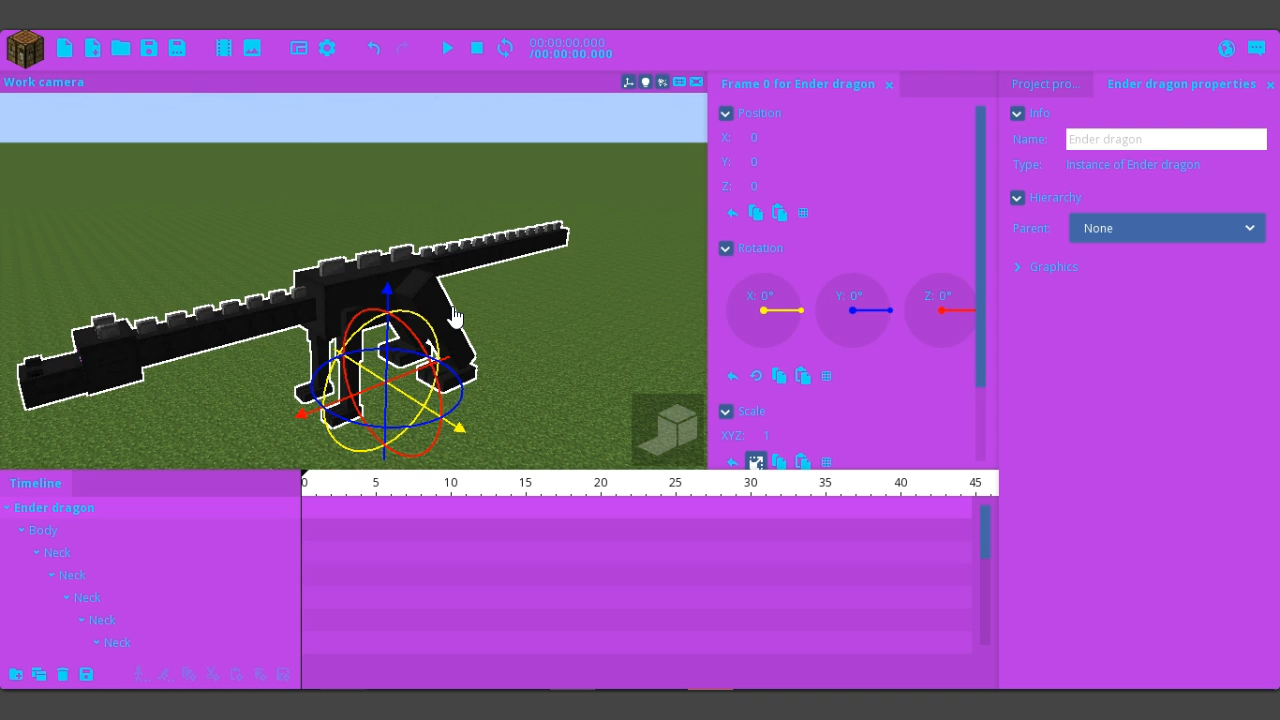 00:00:00.000
/00:00:00.000
Work camera
Frame 0 for Ender dragon
Position
X: 0
Y: 0
Z: 0
Rotation
X: 0° Y: 0° Z: 0°
Scale
XYZ: 1
Project pro...
Ender dragon properties
Info
Name: Ender dragon
Type: Instance of Ender dragon
Hierarchy
Parent: None
Graphics
Timeline
0 5 10 15 20 25 30 35 40 45
Ender dragon
Body
Neck
Neck
Neck
Neck
Neck